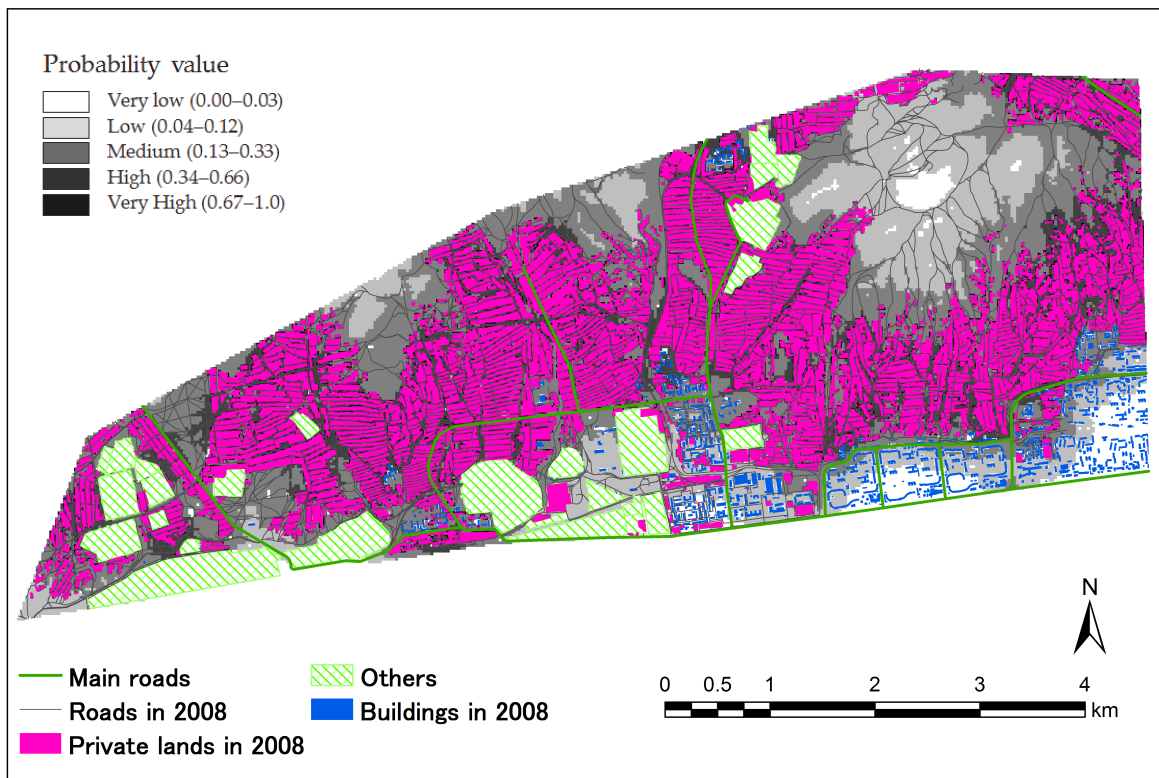 Probability value
Very low (0.00–0.03)
Low (0.04–0.12)
Medium (0.13–0.33)
High (0.34–0.66)
Very High (0.67–1.0)
N
Main roads
Roads in 2008
Private lands in 2008
Others
Buildings in 2008
0 0.5 1 2 3 4
km